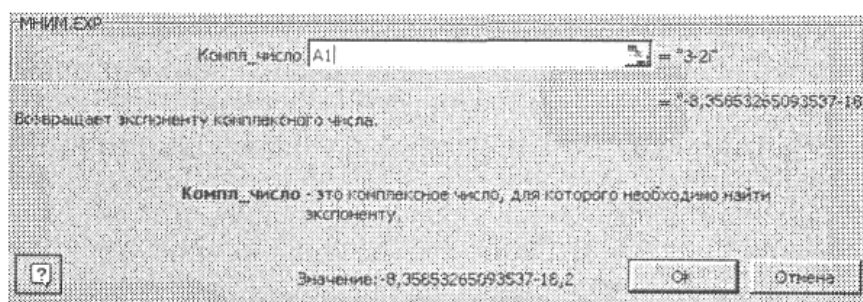 МНИМ.EXP
Компл_число A1 = "3-2i"
= "-8,35853265093537-18
Возвращает экспоненту комплексного числа.
Компл_число - это комплексное число, для которого необходимо найти
экспоненту.
Значение:-8,35853265093537-18,2 OK Отмена